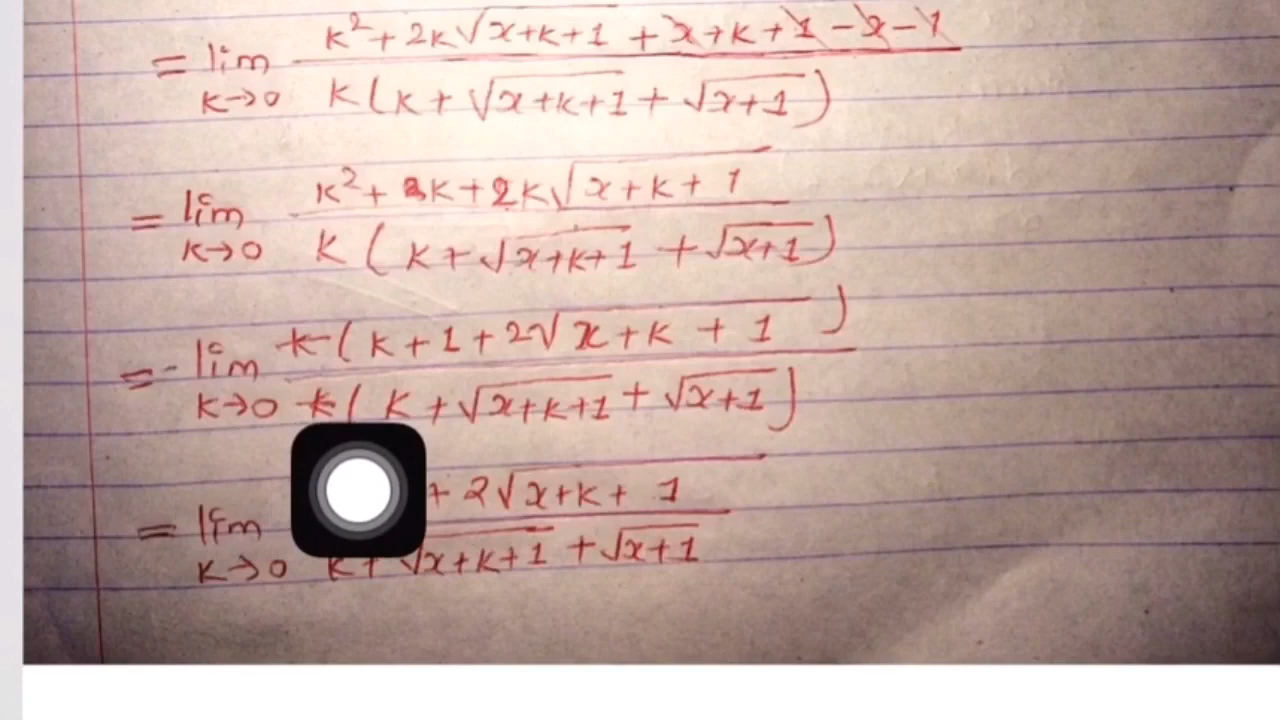 = lim K→0 K² + 2K√(x+K+1) + x + K + 1 - x - 1 / K(K + √(x+K+1) + √(x+1))
= lim K→0 K² + K + 2K√(x+K+1) / K(K + √(x+K+1) + √(x+1))
= lim K→0 K(K + 1 + 2√(x+K+1)) / K(K + √(x+K+1) + √(x+1))
= lim K→0 + 2√(x+K+1) / K + √(x+K+1) + √(x+1)